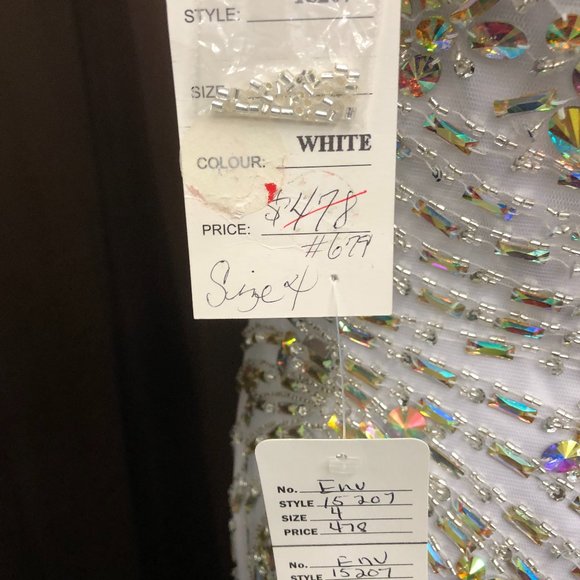 STYLE: 15207
SIZE
COLOUR: WHITE
PRICE: $478
#679
Size 4
No. Env
STYLE 15207
SIZE 4
PRICE 478
No. Env
STYLE 15207